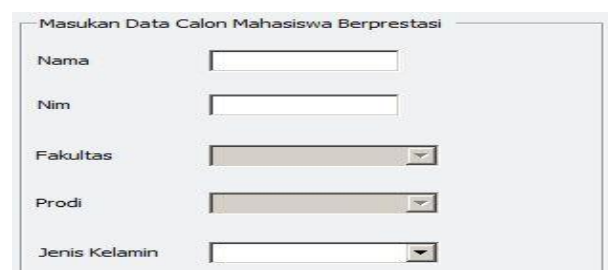 Masukan Data Calon Mahasiswa Berprestasi
Nama
Nim
Fakultas
Prodi
Jenis Kelamin